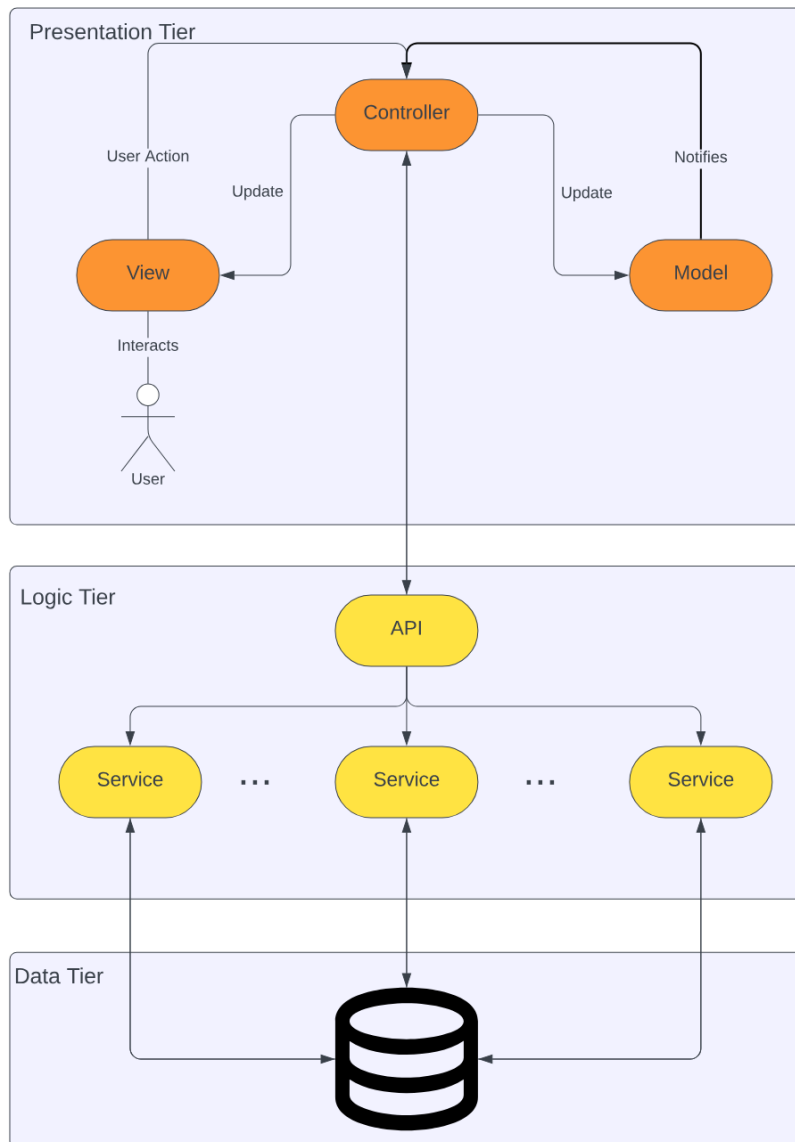 Presentation Tier
Controller
User Action
Notifies
Update
Update
View
Model
Interacts
User
Logic Tier
API
Service
...
Service
...
Service
Data Tier